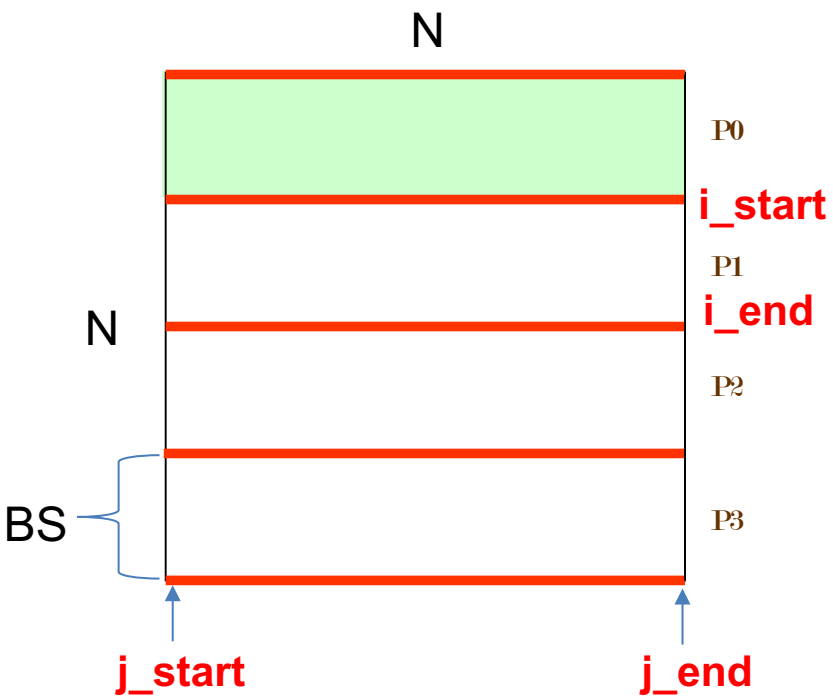 N
P0
i_start
P1
i_end
N
P2
BS
P3
j_start
j_end